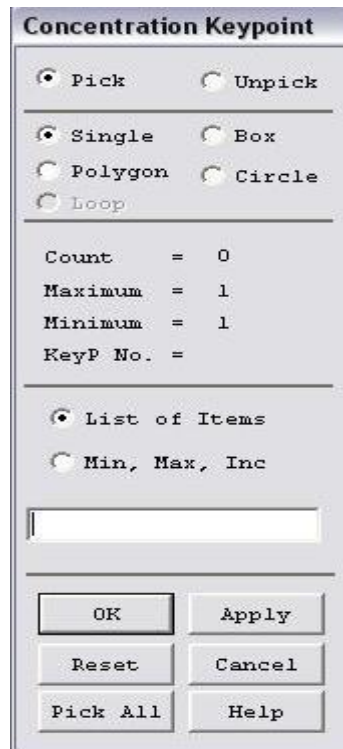 Concentration Keypoint
Pick Unpick
Single Box
Polygon Circle
Loop
Count = 0
Maximum = 1
Minimum = 1
KeyP No. =
List of Items
Min, Max, Inc
OK Apply
Reset Cancel
Pick All Help